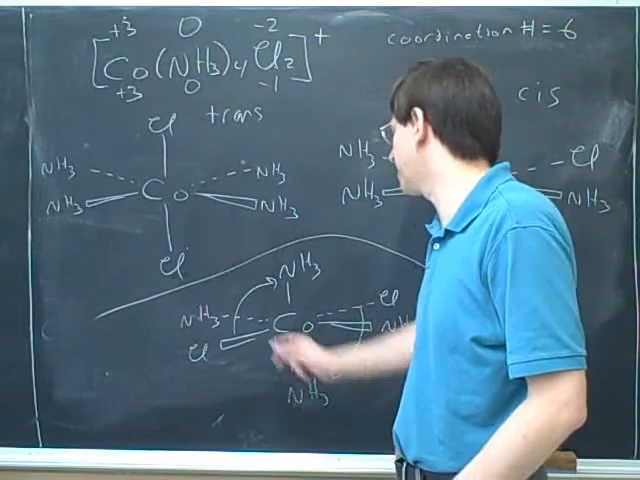 +3 0 -2
[Co(NH3)4Cl2]+
+3 0 -1
coordination # = 6
trans
cis
Cl
NH3 NH3
Co
NH3 NH3
Cl
NH3 Cl
NH3 NH3
NH3
NH3 Cl
Co
Cl
NH3